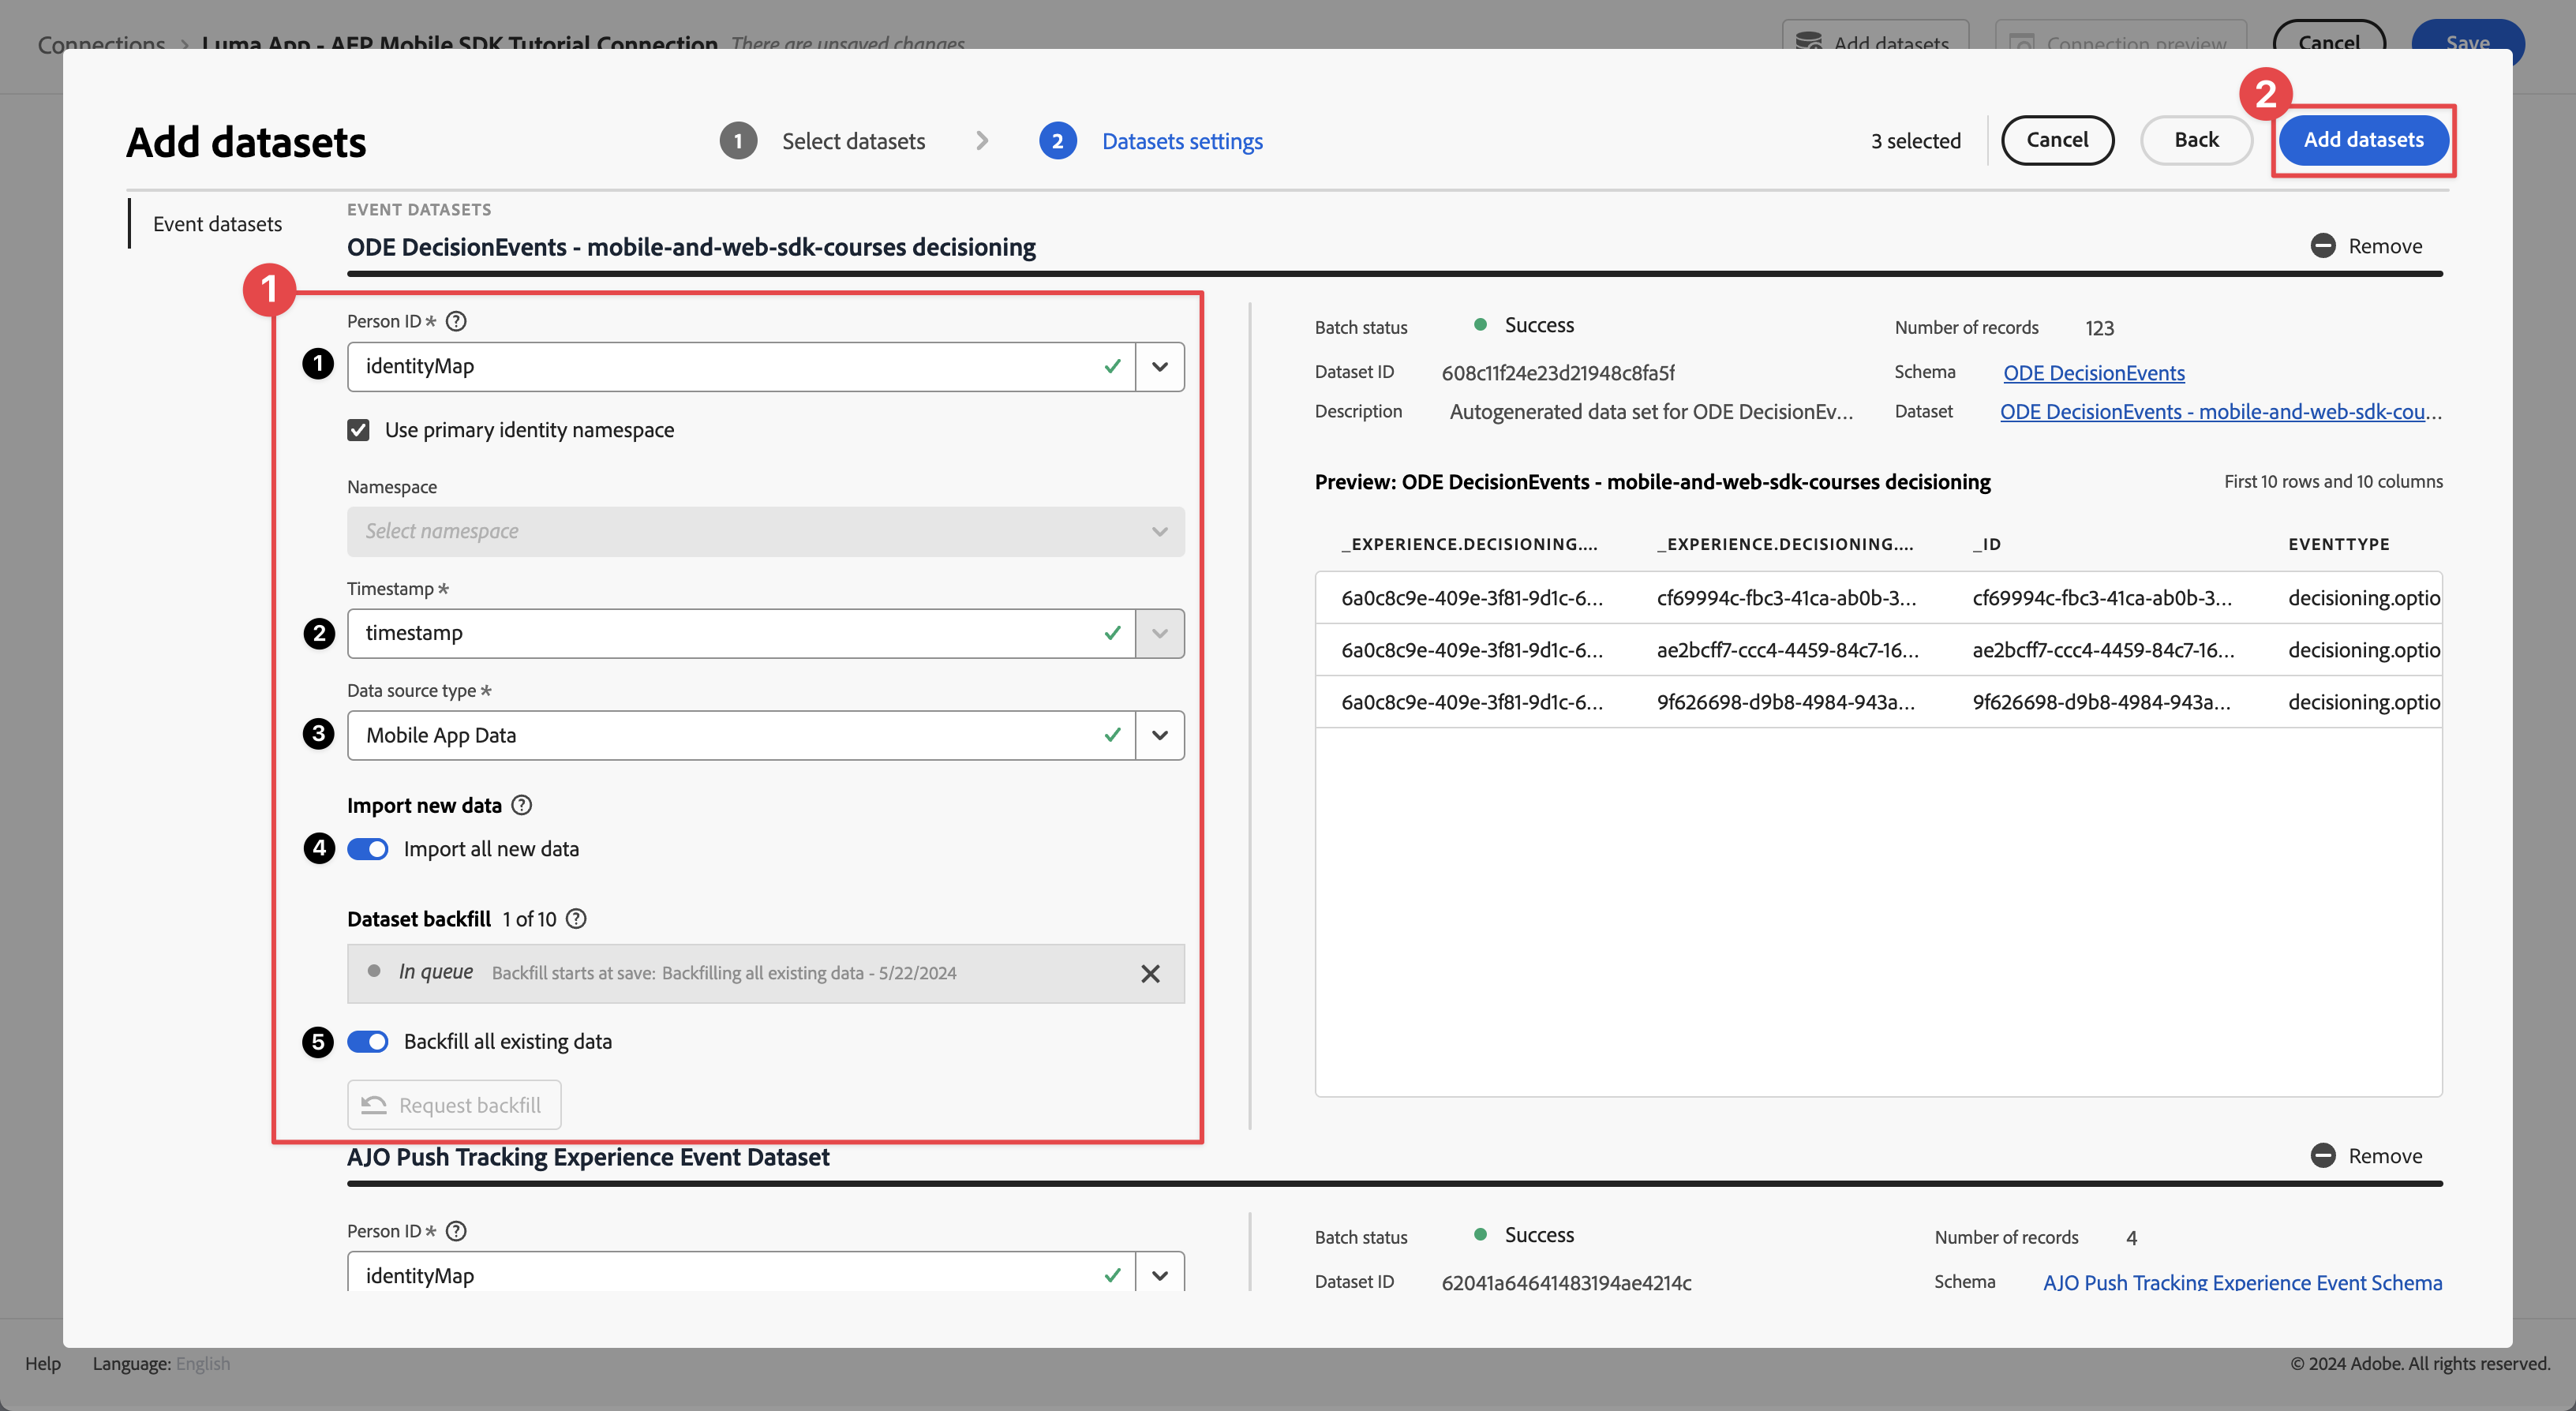 Connections > Luma App - AEP Mobile SDK Tutorial Connection There are unsaved changes Add datasets Connection preview Cancel Save
2
Add datasets 1 Select datasets 2 Datasets settings 3 selected Cancel Back Add datasets
Event datasets
EVENT DATASETS
ODE DecisionEvents - mobile-and-web-sdk-courses decisioning Remove
1
Person ID * ?
1 identityMap
Use primary identity namespace
Namespace
Select namespace
Timestamp *
2 timestamp
Data source type *
3 Mobile App Data
Import new data ?
4 Import all new data
Dataset backfill 1 of 10 ?
In queue Backfill starts at save: Backfilling all existing data - 5/22/2024
5 Backfill all existing data
Request backfill
Batch status Success Number of records 123
Dataset ID 608c11f24e23d21948c8fa5f Schema ODE DecisionEvents
Description Autogenerated data set for ODE DecisionEv... Dataset ODE DecisionEvents - mobile-and-web-sdk-cou...
Preview: ODE DecisionEvents - mobile-and-web-sdk-courses decisioning First 10 rows and 10 columns
_EXPERIENCE.DECISIONING.... _EXPERIENCE.DECISIONING.... _ID EVENTTYPE
6a0c8c9e-409e-3f81-9d1c-6... cf69994c-fbc3-41ca-ab0b-3... cf69994c-fbc3-41ca-ab0b-3... decisioning.optio
6a0c8c9e-409e-3f81-9d1c-6... ae2bcff7-ccc4-4459-84c7-16... ae2bcff7-ccc4-4459-84c7-16... decisioning.optio
6a0c8c9e-409e-3f81-9d1c-6... 9f626698-d9b8-4984-943a... 9f626698-d9b8-4984-943a... decisioning.optio
AJO Push Tracking Experience Event Dataset Remove
Person ID * ?
identityMap
Batch status Success Number of records 4
Dataset ID 62041a64641483194ae4214c Schema AJO Push Tracking Experience Event Schema
Help Language: English © 2024 Adobe. All rights reserved.